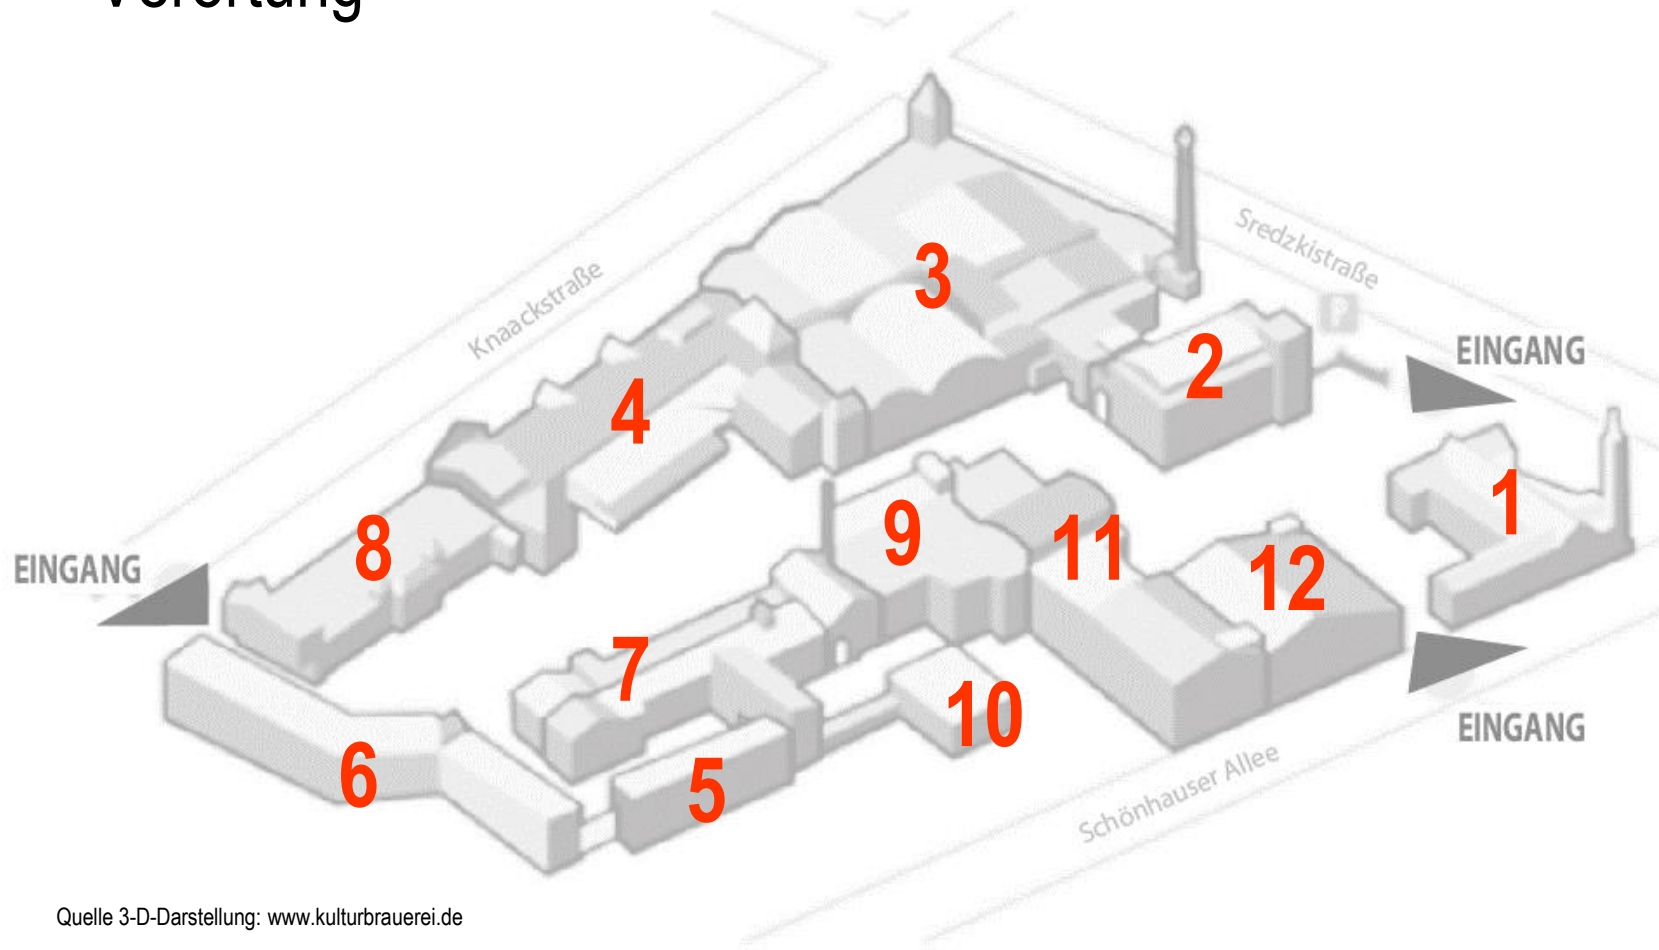 Verortung
Knaackstraße
Sredzkistraße
P
EINGANG
3
2
4
1
8
9
11
12
EINGANG
7
10
EINGANG
6
5
Schönhauser Allee
Quelle 3-D-Darstellung: www.kulturbrauerei.de